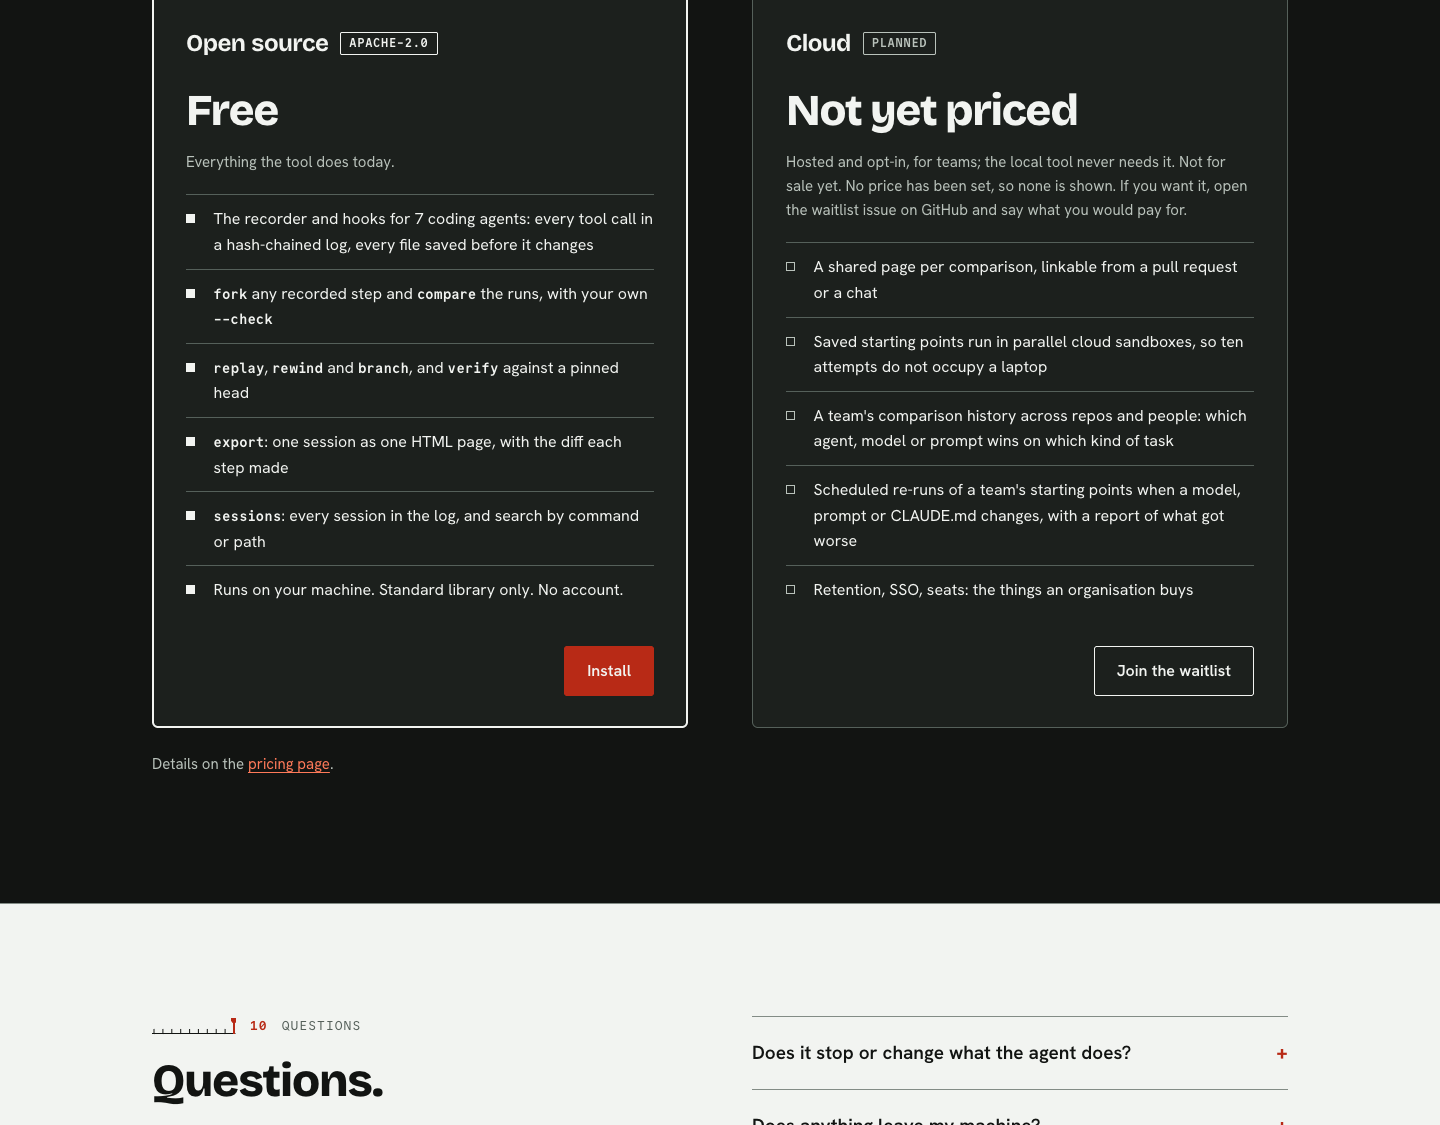 Open source APACHE-2.0
Free
Everything the tool does today.
The recorder and hooks for 7 coding agents: every tool call in
a hash-chained log, every file saved before it changes
fork any recorded step and compare the runs, with your own
--check
replay, rewind and branch, and verify against a pinned
head
export: one session as one HTML page, with the diff each
step made
sessions: every session in the log, and search by command
or path
Runs on your machine. Standard library only. No account.
Install
Cloud PLANNED
Not yet priced
Hosted and opt-in, for teams; the local tool never needs it. Not for
sale yet. No price has been set, so none is shown. If you want it, open
the waitlist issue on GitHub and say what you would pay for.
A shared page per comparison, linkable from a pull request
or a chat
Saved starting points run in parallel cloud sandboxes, so ten
attempts do not occupy a laptop
A team's comparison history across repos and people: which
agent, model or prompt wins on which kind of task
Scheduled re-runs of a team's starting points when a model,
prompt or CLAUDE.md changes, with a report of what got
worse
Retention, SSO, seats: the things an organisation buys
Join the waitlist
Details on the pricing page.
10 QUESTIONS
Questions.
Does it stop or change what the agent does? +
Does anything leave my machine? +